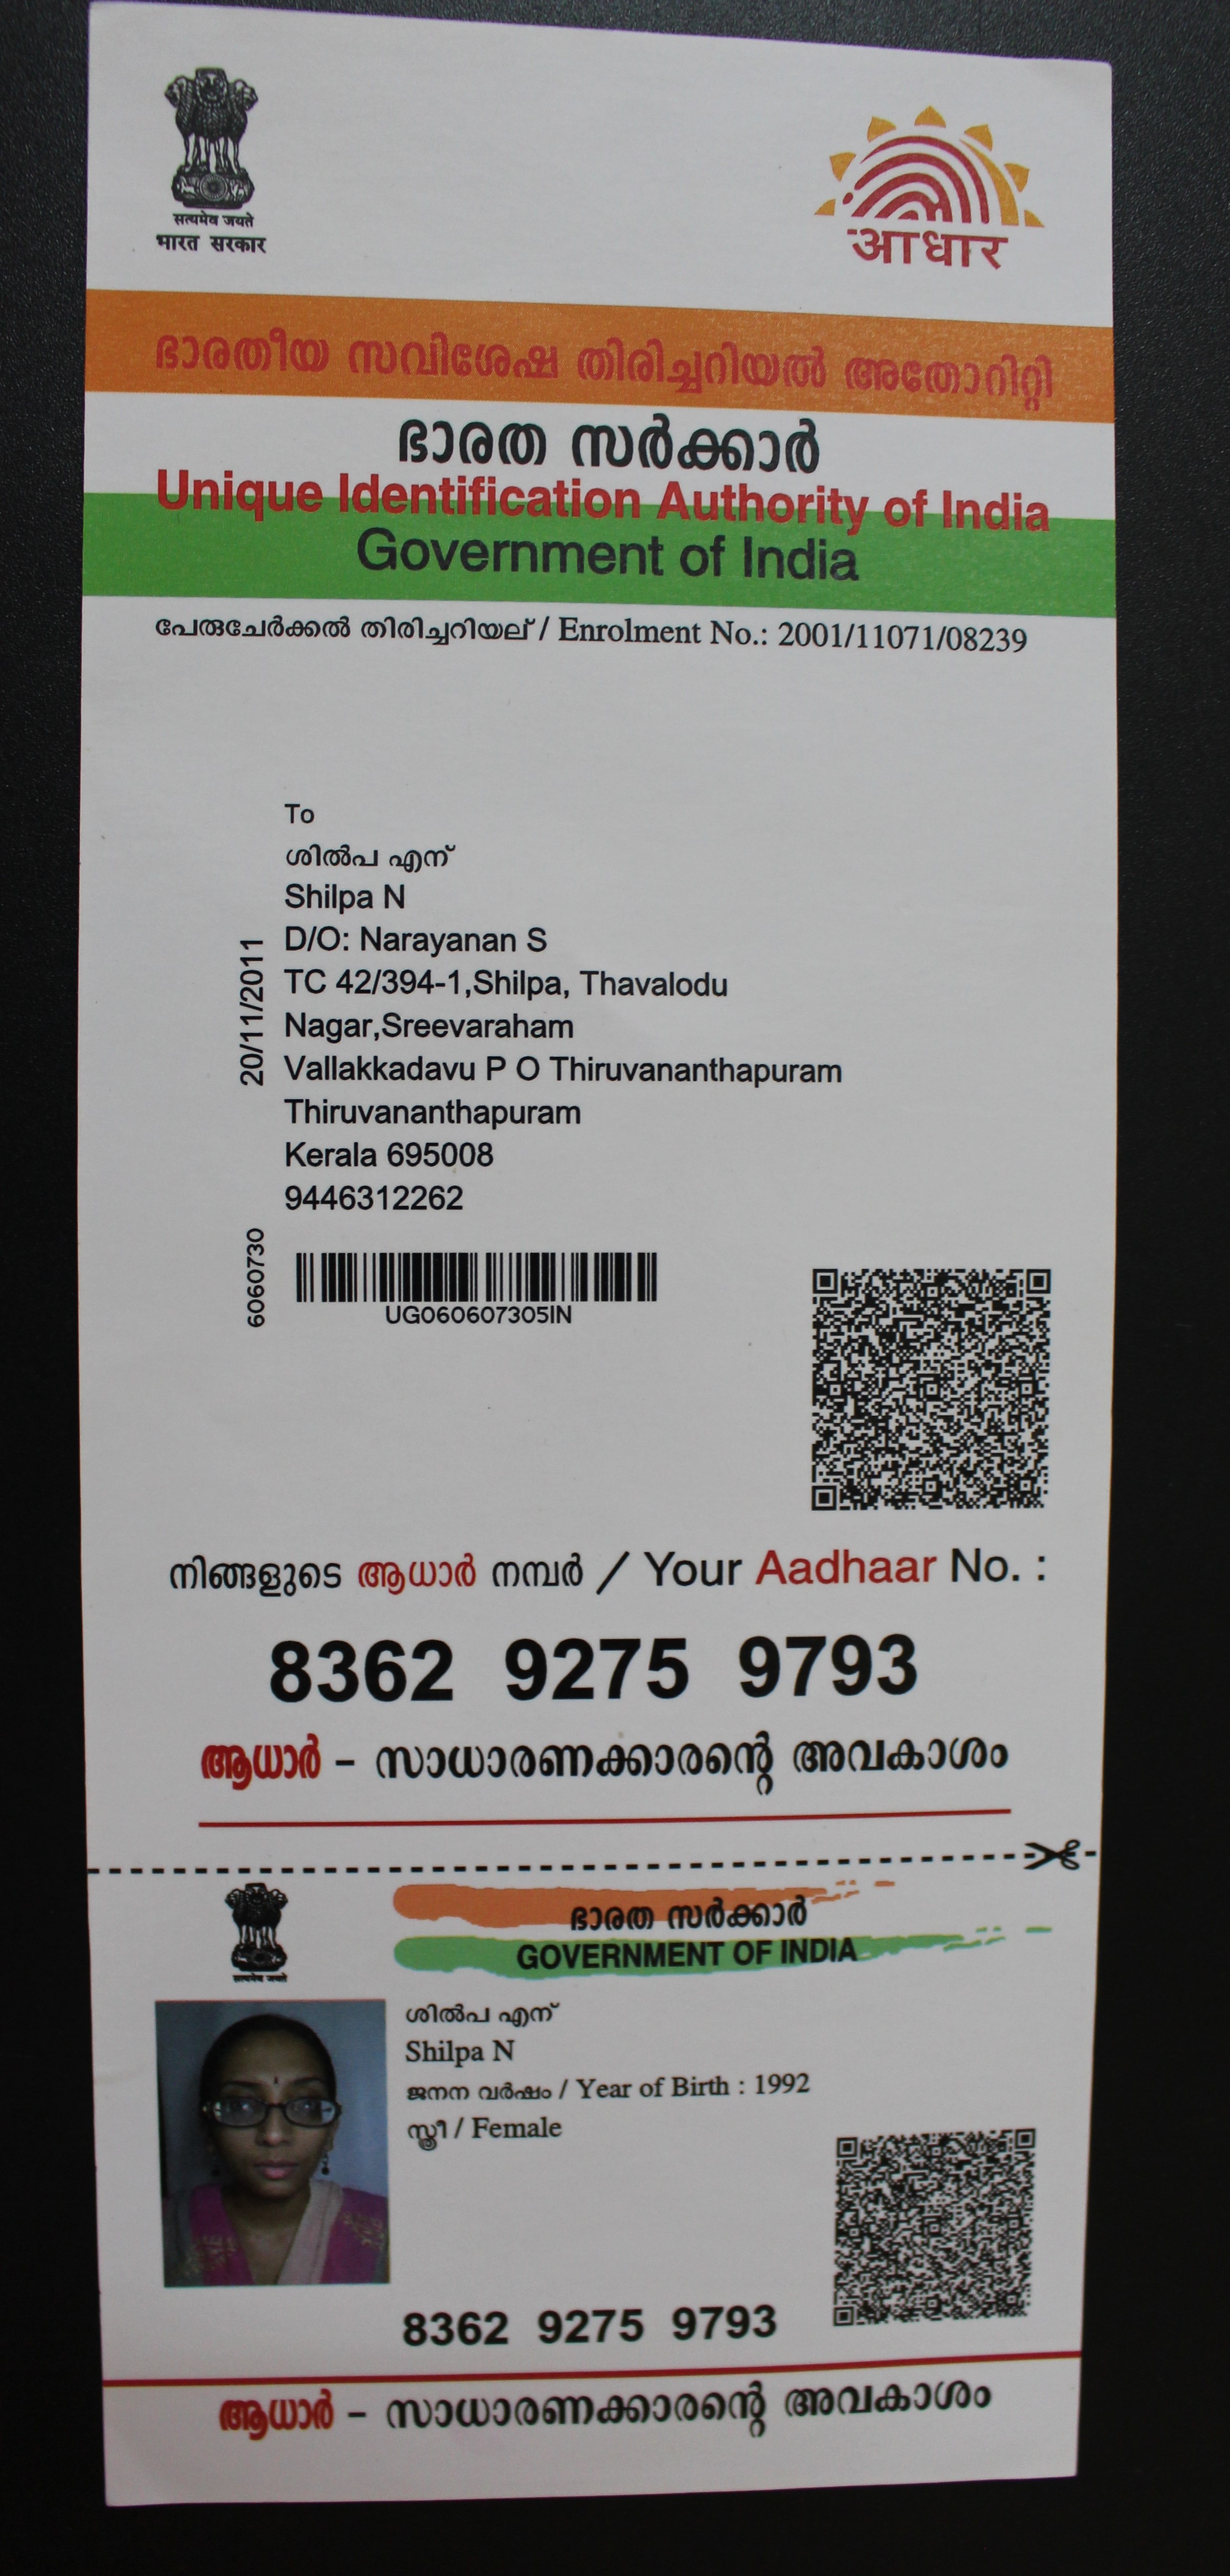 सत्यमेव जयते
भारत सरकार
आधार
ഭാരതീയ സവിശേഷ തിരിച്ചറിയൽ അതോറിറ്റി
ഭാരത സർക്കാർ
Unique Identification Authority of India
Government of India
പേരുചേർക്കൽ തിരിച്ചറിയല് / Enrolment No.: 2001/11071/08239
To
ശിൽപ എന്
Shilpa N
D/O: Narayanan S
TC 42/394-1,Shilpa, Thavalodu
Nagar,Sreevaraham
Vallakkadavu P O Thiruvananthapuram
Thiruvananthapuram
Kerala 695008
9446312262
20/11/2011
6060730
UG060607305IN
നിങ്ങളുടെ ആധാർ നമ്പർ / Your Aadhaar No. :
8362 9275 9793
ആധാർ – സാധാരണക്കാരന്റെ അവകാശം
सत्यमेव जयते
ഭാരത സർക്കാർ
GOVERNMENT OF INDIA
ശിൽപ എന്
Shilpa N
ജനന വർഷം / Year of Birth : 1992
സ്ത്രീ / Female
8362 9275 9793
ആധാർ – സാധാരണക്കാരന്റെ അവകാശം